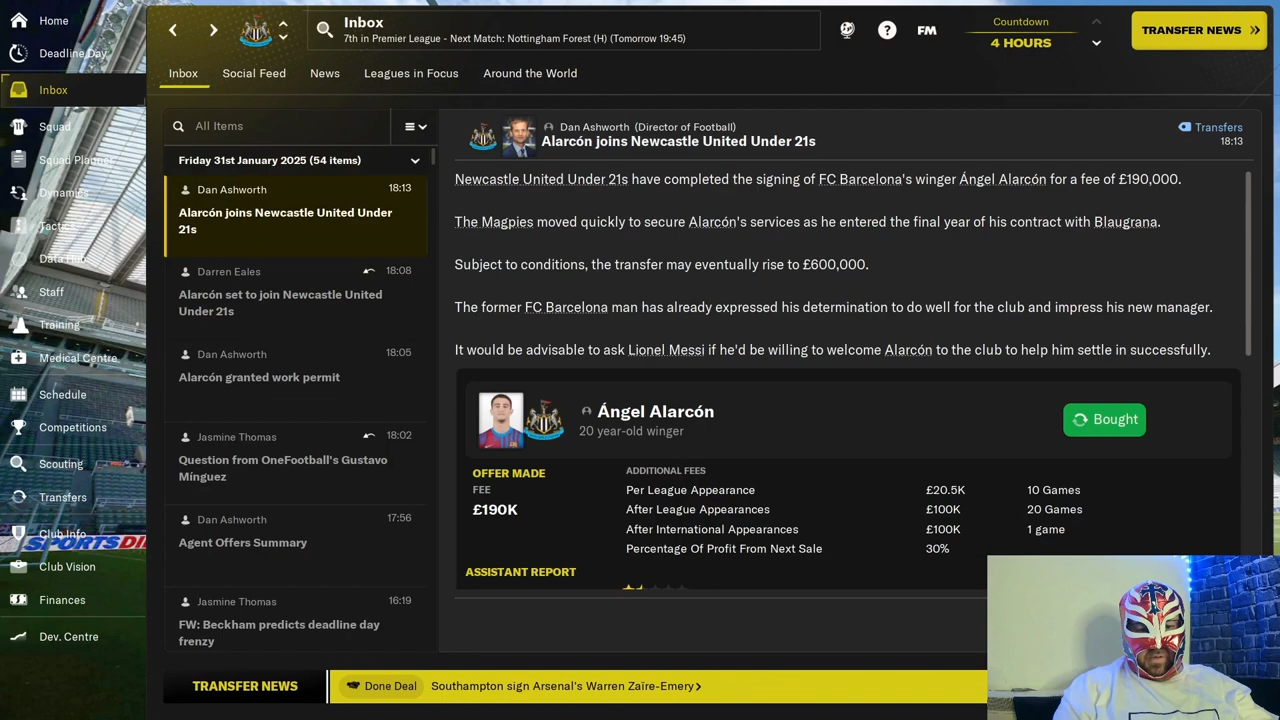 Home
Deadline Day
Inbox
Squad
Squad Planner
Dynamics
Tactics
Data Hub
Staff
Training
Medical Centre
Schedule
Competitions
Scouting
Transfers
Club Info
SPORTS DI
Club Vision
Finances
Dev. Centre
Inbox
7th in Premier League - Next Match: Nottingham Forest (H) (Tomorrow 19:45)
?
FM
Countdown
4 HOURS
TRANSFER NEWS
Inbox
Social Feed
News
Leagues in Focus
Around the World
All Items
Friday 31st January 2025 (54 items)
Dan Ashworth 18:13
Alarcón joins Newcastle United Under
21s
Darren Eales 18:08
Alarcón set to join Newcastle United
Under 21s
Dan Ashworth 18:05
Alarcón granted work permit
Jasmine Thomas 18:02
Question from OneFootball's Gustavo
Mínguez
Dan Ashworth 17:56
Agent Offers Summary
Jasmine Thomas 16:19
FW: Beckham predicts deadline day
frenzy
Dan Ashworth (Director of Football)
Alarcón joins Newcastle United Under 21s
Transfers
18:13
Newcastle United Under 21s have completed the signing of FC Barcelona's winger Ángel Alarcón for a fee of £190,000.
The Magpies moved quickly to secure Alarcón's services as he entered the final year of his contract with Blaugrana.
Subject to conditions, the transfer may eventually rise to £600,000.
The former FC Barcelona man has already expressed his determination to do well for the club and impress his new manager.
It would be advisable to ask Lionel Messi if he'd be willing to welcome Alarcón to the club to help him settle in successfully.
Ángel Alarcón
20 year-old winger
Bought
OFFER MADE
FEE
£190K
ADDITIONAL FEES
Per League Appearance £20.5K 10 Games
After League Appearances £100K 20 Games
After International Appearances £100K 1 game
Percentage Of Profit From Next Sale 30%
ASSISTANT REPORT
TRANSFER NEWS
Done Deal
Southampton sign Arsenal's Warren Zaïre-Emery